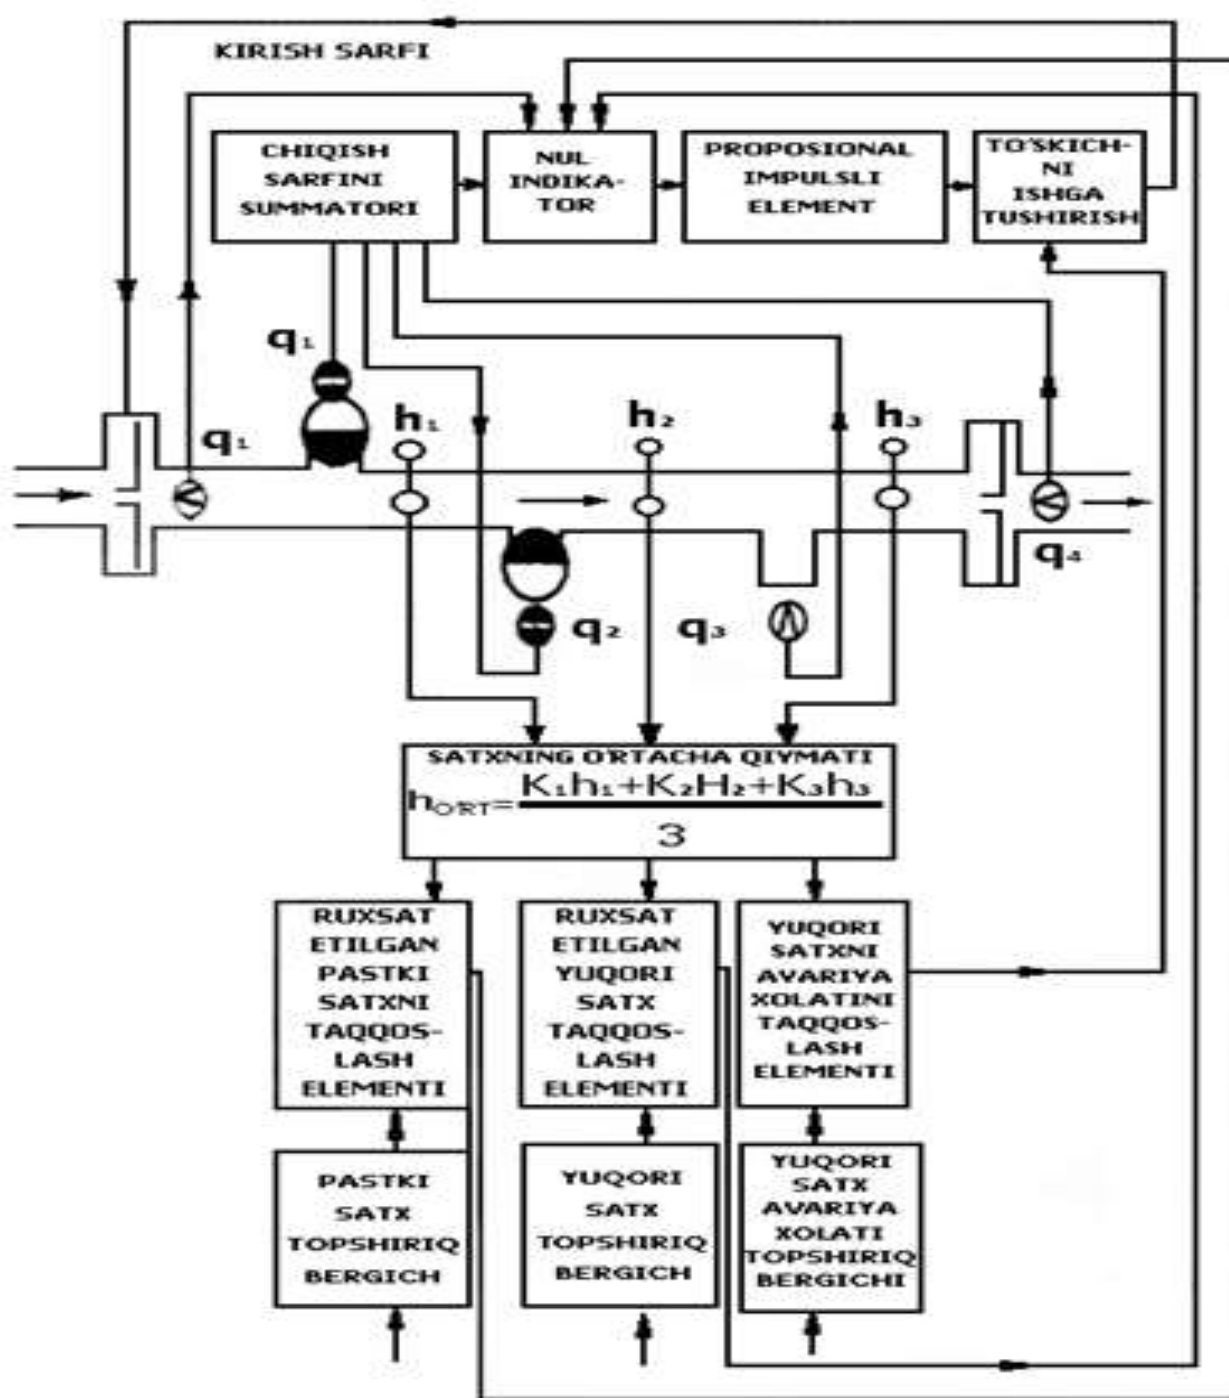 KIRISH SARFI
CHIQISH
SARFINI
SUMMATORI
NUL
INDIKA-
TOR
PROPOSIONAL
IMPULSLI
ELEMENT
TO'SKICH-
NI
ISHGA
TUSHIRISH
q₁
q₁
h₁
h₂
h₃
q₄
q₂
q₃
SATXNING O'RTACHA QIYMATI
hO'RT=K₁h₁+K₂H₂+K₃h₃
3
RUXSAT
ETILGAN
PASTKI
SATXNI
TAQQOS-
LASH
ELEMENTI
RUXSAT
ETILGAN
YUQORI
SATX
TAQQOS-
LASH
ELEMENTI
YUQORI
SATXNI
AVARIYA
XOLATINI
TAQQOS-
LASH
ELEMENTI
PASTKI
SATX
TOPSHIRIQ
BERGICH
YUQORI
SATX
TOPSHIRIQ
BERGICH
YUQORI
SATX
AVARIYA
XOLATI
TOPSHIRIQ
BERGICHI